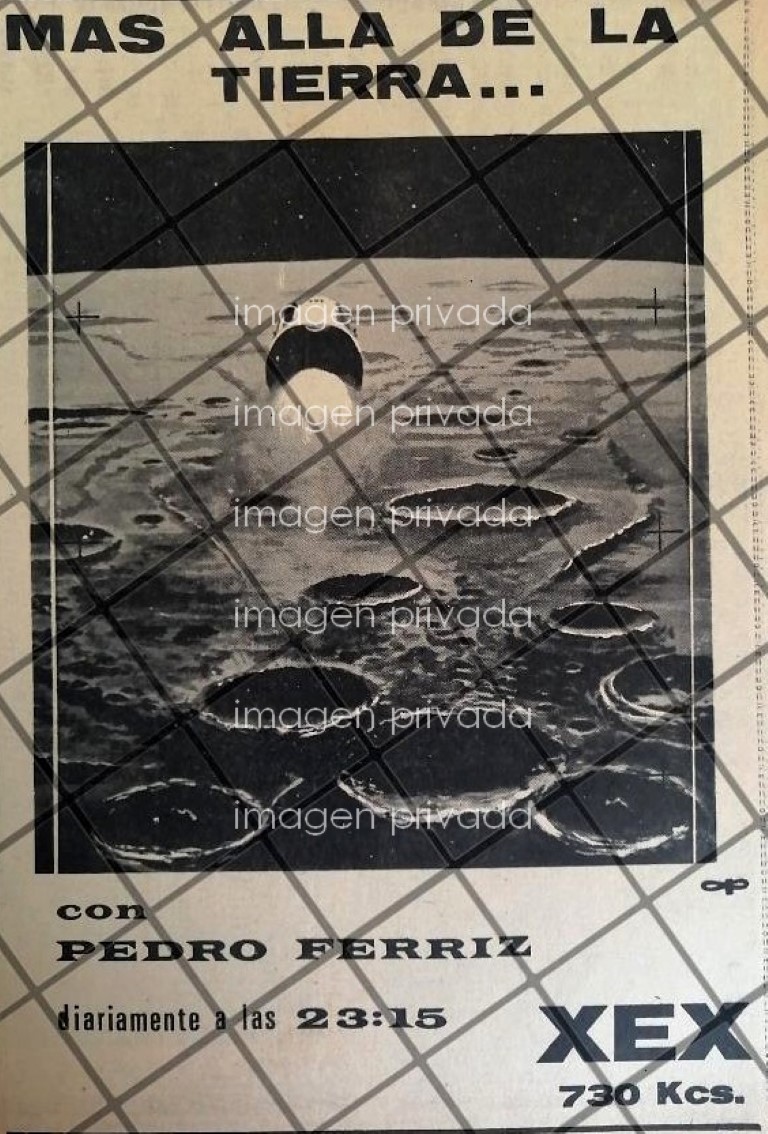 MAS ALLA DE LA
TIERRA...
imagen privada
imagen privada
imagen privada
imagen privada
imagen privada
imagen privada
con
PEDRO FERRIZ
diariamente a las 23:15
XEX
730 Kcs.